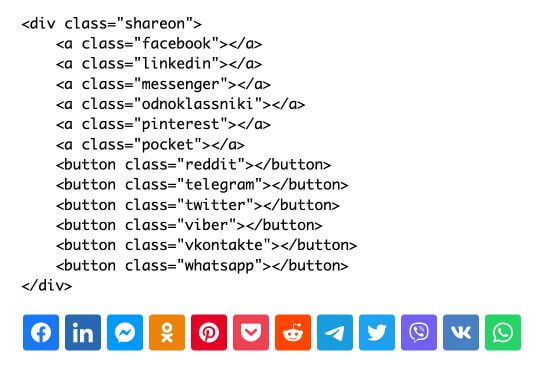 <div class="shareon">
    <a class="facebook"></a>
    <a class="linkedin"></a>
    <a class="messenger"></a>
    <a class="odnoklassniki"></a>
    <a class="pinterest"></a>
    <a class="pocket"></a>
    <button class="reddit"></button>
    <button class="telegram"></button>
    <button class="twitter"></button>
    <button class="viber"></button>
    <button class="vkontakte"></button>
    <button class="whatsapp"></button>
</div>